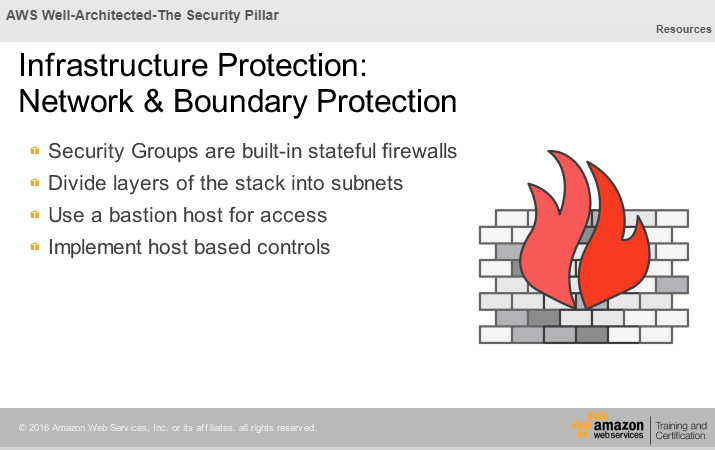 AWS Well-Architected-The Security Pillar
Resources
Infrastructure Protection:
Network & Boundary Protection
Security Groups are built-in stateful firewalls
Divide layers of the stack into subnets
Use a bastion host for access
Implement host based controls
© 2016 Amazon Web Services, Inc. or its affiliates. all rights reserved.
amazon
webservices
Training and
Certification